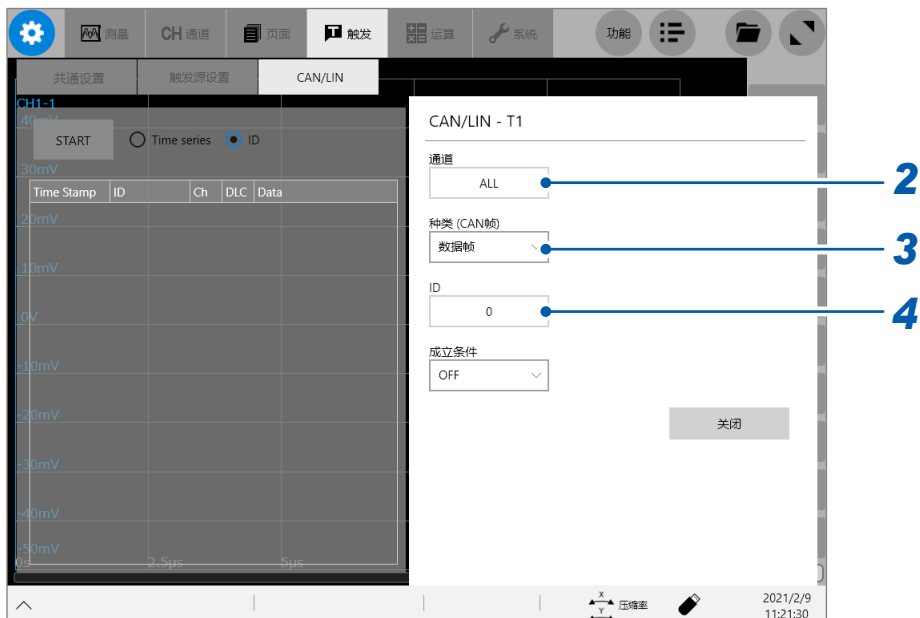 测量
CH 通道
页面
触发
运算
系统
功能
共通设置
触发源设置
CAN/LIN
CH1-1
40mV
START
Time series
ID
30mV
Time Stamp ID Ch DLC Data
20mV
10mV
0V
-10mV
-20mV
-30mV
-40mV
-50mV
0s 2.5µs 5µs
CAN/LIN - T1
通道
ALL
2
种类 (CAN帧)
数据帧
3
ID
0
4
成立条件
OFF
关闭
X
Y
压缩率
2021/2/9
11:21:30